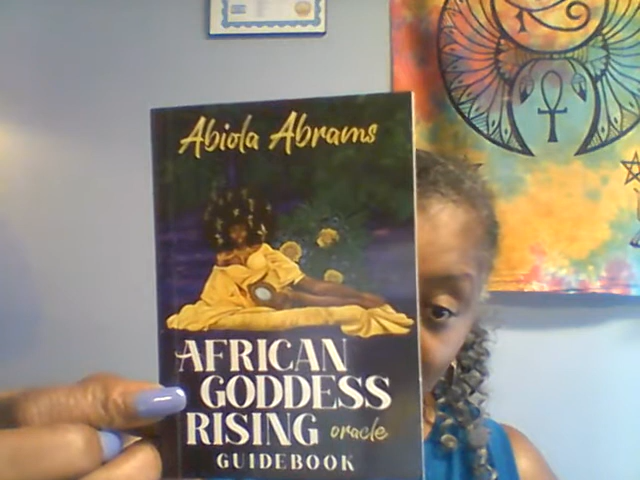 Abiola Abrams
AFRICAN
GODDESS
RISING oracle
GUIDEBOOK